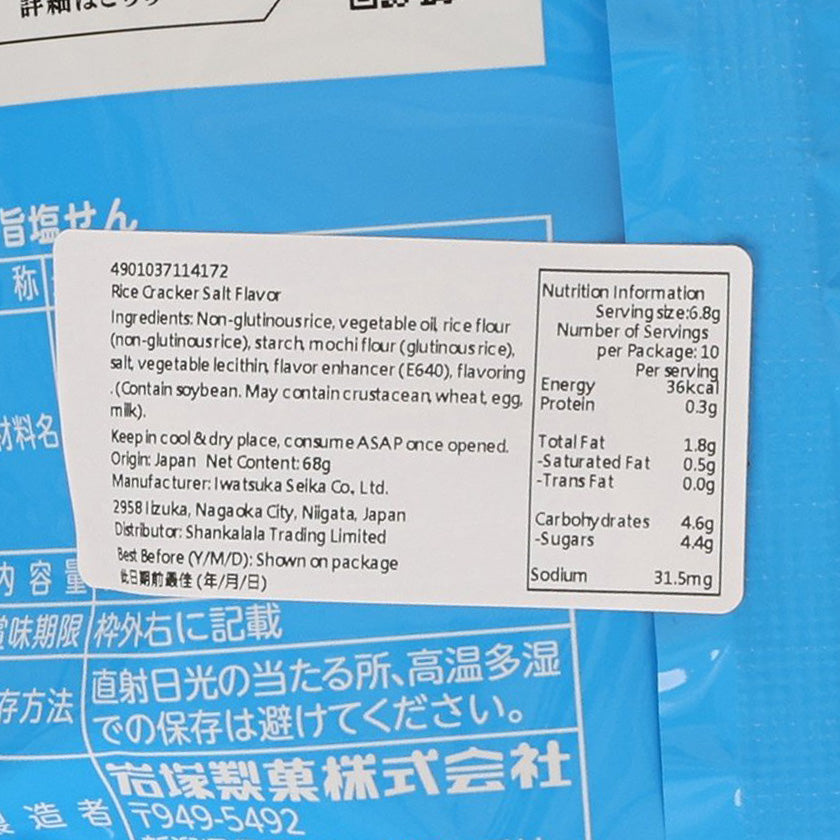 詳細はこちら
旨塩せん
称
4901037114172
Rice Cracker Salt Flavor
Ingredients: Non-glutinous rice, vegetable oil, rice flour
(non-glutinous rice), starch, mochi flour (glutinous rice),
salt, vegetable lecithin, flavor enhancer (E640), flavoring
.(Contain soybean. May contain crustacean, wheat, egg,
milk).
Keep in cool & dry place, consume ASAP once opened.
Origin: Japan Net Content: 68g
Manufacturer: Iwatsuka Seika Co, Ltd.
2958 Iizuka, Nagaoka City, Niigata, Japan
Distributor: Shankalala Trading Limited
Best Before (Y/M/D): Shown on package
此日期前最佳 (年/月/日)
Nutrition Information
Serving size:6.8g
Number of Servings
per Package: 10
Per serving
Energy 36kcal
Protein 0.3g
Total Fat 1.8g
-Saturated Fat 0.5g
-Trans Fat 0.0g
Carbohydrates 4.6g
-Sugars 4.4g
Sodium 31.5mg
材料名
内容量
賞味期限 枠外右に記載
存方法 直射日光の当たる所、高温多湿
での保存は避けてください。
製造者 岩塚製菓株式会社
〒949-5492